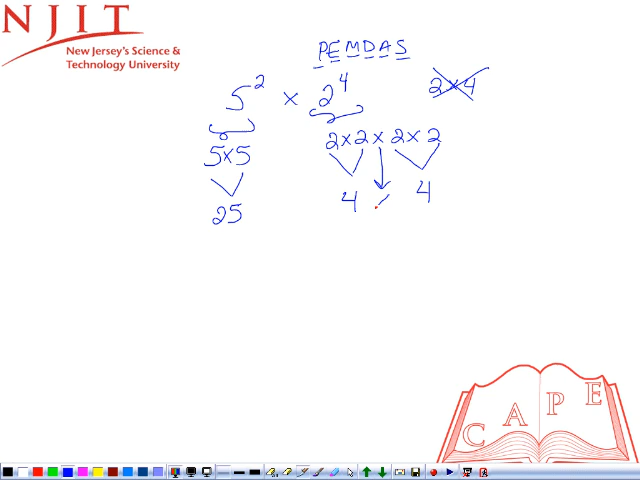 NJIT
New Jersey's Science &
Technology University
PEMDAS
5² × 2⁴
2×4
5×5
2×2×2×2
25
4
4
CAPE